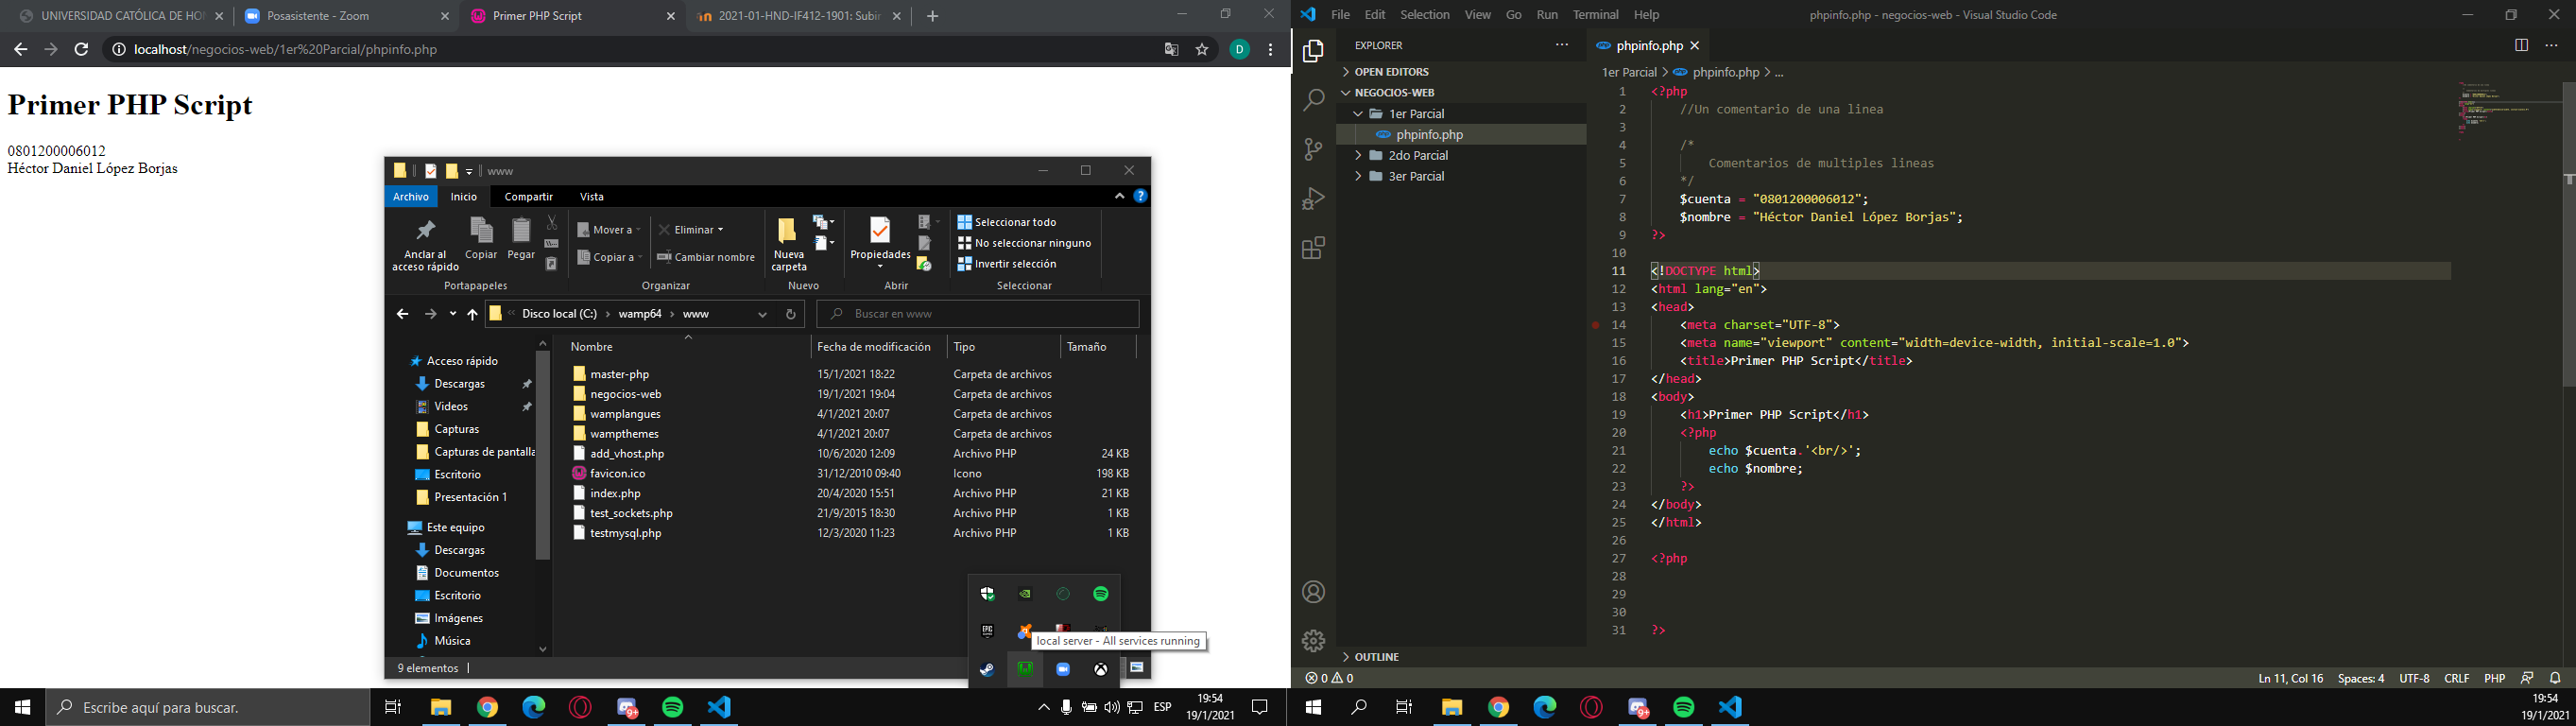 UNIVERSIDAD CATÓLICA DE HON
Posasistente - Zoom
Primer PHP Script
2021-01-HND-IF412-1901: Subir
localhost/negocios-web/1er%20Parcial/phpinfo.php
D
Primer PHP Script
0801200006012
Héctor Daniel López Borjas
www
Archivo Inicio Compartir Vista
Anclar al acceso rápido
Copiar
Pegar
Mover a
Copiar a
Eliminar
Cambiar nombre
Nueva carpeta
Propiedades
Seleccionar todo
No seleccionar ninguno
Invertir selección
Portapapeles Organizar Nuevo Abrir Seleccionar
Disco local (C:) wamp64 www
Buscar en www
Acceso rápido
Descargas
Videos
Capturas
Capturas de pantalla
Escritorio
Presentación 1
Este equipo
Descargas
Documentos
Escritorio
Imágenes
Música
Nombre Fecha de modificación Tipo Tamaño
master-php 15/1/2021 18:22 Carpeta de archivos
negocios-web 19/1/2021 19:04 Carpeta de archivos
wamplangues 4/1/2021 20:07 Carpeta de archivos
wampthemes 4/1/2021 20:07 Carpeta de archivos
add_vhost.php 10/6/2020 12:09 Archivo PHP 24 KB
favicon.ico 31/12/2010 09:40 Icono 198 KB
index.php 20/4/2020 15:51 Archivo PHP 21 KB
test_sockets.php 21/9/2015 18:30 Archivo PHP 1 KB
testmysql.php 12/3/2020 11:23 Archivo PHP 1 KB
9 elementos
EPIC
local server - All services running
Escribe aquí para buscar.
9+
ESP
19:54
19/1/2021
File Edit Selection View Go Run Terminal Help
phpinfo.php - negocios-web - Visual Studio Code
EXPLORER
OPEN EDITORS
NEGOCIOS-WEB
1er Parcial
phpinfo.php
2do Parcial
3er Parcial
OUTLINE
phpinfo.php
1er Parcial > phpinfo.php > ...
1 <?php
2 //Un comentario de una linea
3
4 /*
5 Comentarios de multiples lineas
6 */
7 $cuenta = "0801200006012";
8 $nombre = "Héctor Daniel López Borjas";
9 ?>
10
11 <!DOCTYPE html>
12 <html lang="en">
13 <head>
14 <meta charset="UTF-8">
15 <meta name="viewport" content="width=device-width, initial-scale=1.0">
16 <title>Primer PHP Script</title>
17 </head>
18 <body>
19 <h1>Primer PHP Script</h1>
20 <?php
21 echo $cuenta.'<br/>';
22 echo $nombre;
23 ?>
24 </body>
25 </html>
26
27 <?php
28
29
30
31 ?>
0 0
Ln 11, Col 16 Spaces: 4 UTF-8 CRLF PHP
9+
19:54
19/1/2021